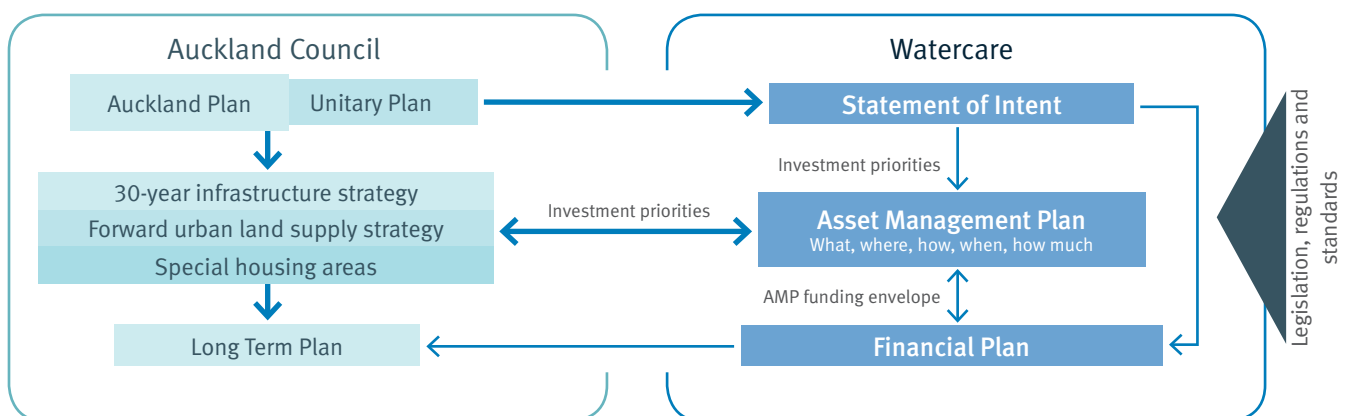 Auckland Council
Auckland Plan
Unitary Plan
30-year infrastructure strategy
Forward urban land supply strategy
Special housing areas
Long Term Plan
Investment priorities
Watercare
Statement of Intent
Investment priorities
Asset Management Plan
What, where, how, when, how much
AMP funding envelope
Financial Plan
Legislation, regulations and
standards